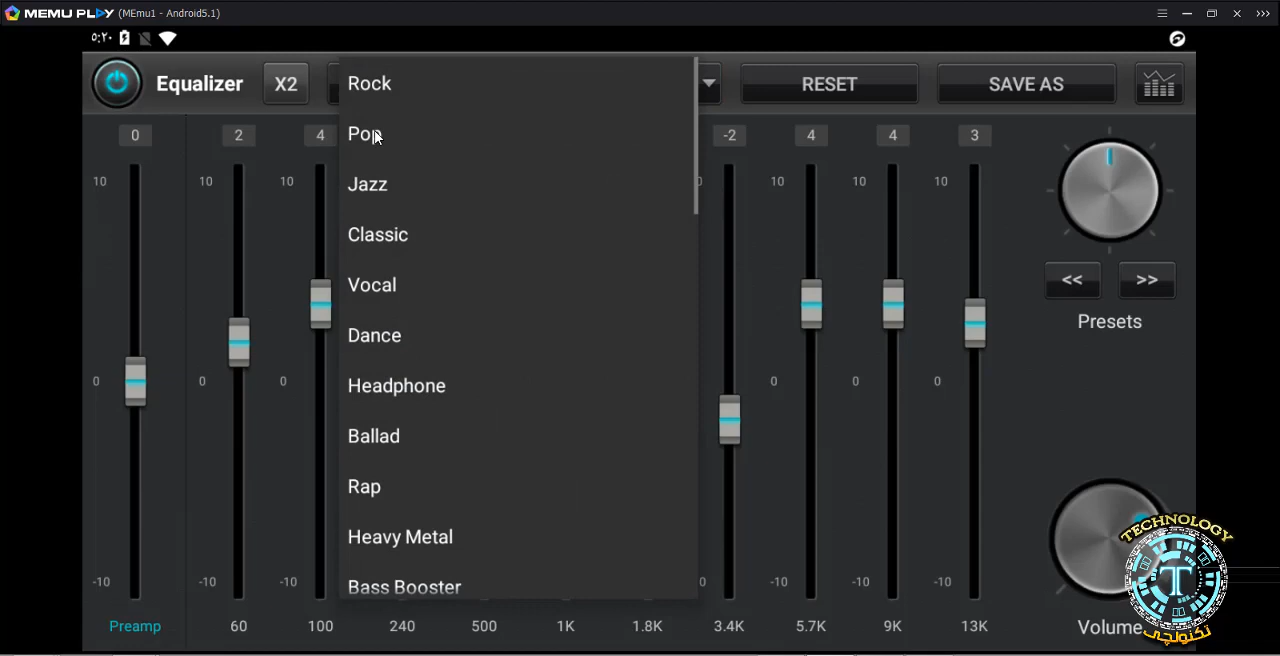 MEMU PLAY (MEmu1 - Android5.1)
٥:٢٠
Equalizer
X2
RESET
SAVE AS
Rock
Pop
Jazz
Classic
Vocal
Dance
Headphone
Ballad
Rap
Heavy Metal
Bass Booster
0 2 4 -2 4 4 3
10 10 10 0 10 10 10
0 0 0 0 0 0
-10 -10 -10 0 -10 -10 -10
Preamp 60 100 240 500 1K 1.8K 3.4K 5.7K 9K 13K
<< >>
Presets
Volume
TECHNOLOGY
T
تكنولجى